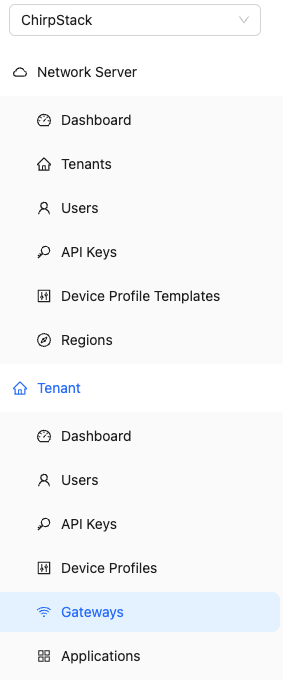 ChirpStack
Network Server
Dashboard
Tenants
Users
API Keys
Device Profile Templates
Regions
Tenant
Dashboard
Users
API Keys
Device Profiles
Gateways
Applications